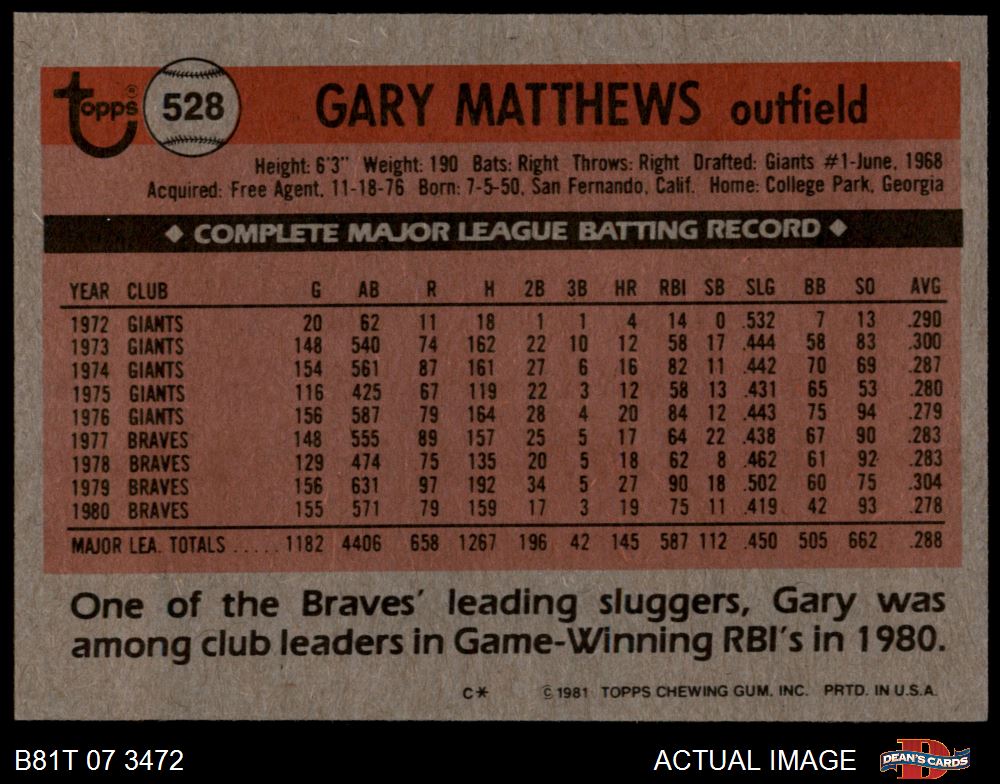 Topps® 528 GARY MATTHEWS outfield
Height: 6'3" Weight: 190 Bats: Right Throws: Right Drafted: Giants #1-June, 1968
Acquired: Free Agent, 11-18-76 Born: 7-5-50, San Fernando, Calif. Home: College Park, Georgia
◆ COMPLETE MAJOR LEAGUE BATTING RECORD ◆
YEAR CLUB G AB R H 2B 3B HR RBI SB SLG BB SO AVG
1972 GIANTS 20 62 11 18 1 1 4 14 0 .532 7 13 .290
1973 GIANTS 148 540 74 162 22 10 12 58 17 .444 58 83 .300
1974 GIANTS 154 561 87 161 27 6 16 82 11 .442 70 69 .287
1975 GIANTS 116 425 67 119 22 3 12 58 13 .431 65 53 .280
1976 GIANTS 156 587 79 164 28 4 20 84 12 .443 75 94 .279
1977 BRAVES 148 555 89 157 25 5 17 64 22 .438 67 90 .283
1978 BRAVES 129 474 75 135 20 5 18 62 8 .462 61 92 .283
1979 BRAVES 156 631 97 192 34 5 27 90 18 .502 60 75 .304
1980 BRAVES 155 571 79 159 17 3 19 75 11 .419 42 93 .278
MAJOR LEA. TOTALS ..... 1182 4406 658 1267 196 42 145 587 112 .450 505 662 .288
One of the Braves' leading sluggers, Gary was
among club leaders in Game-Winning RBI's in 1980.
C* ©1981 TOPPS CHEWING GUM, INC. PRTD. IN U.S.A.
B81T 07 3472 ACTUAL IMAGE D DEAN'S CARDS